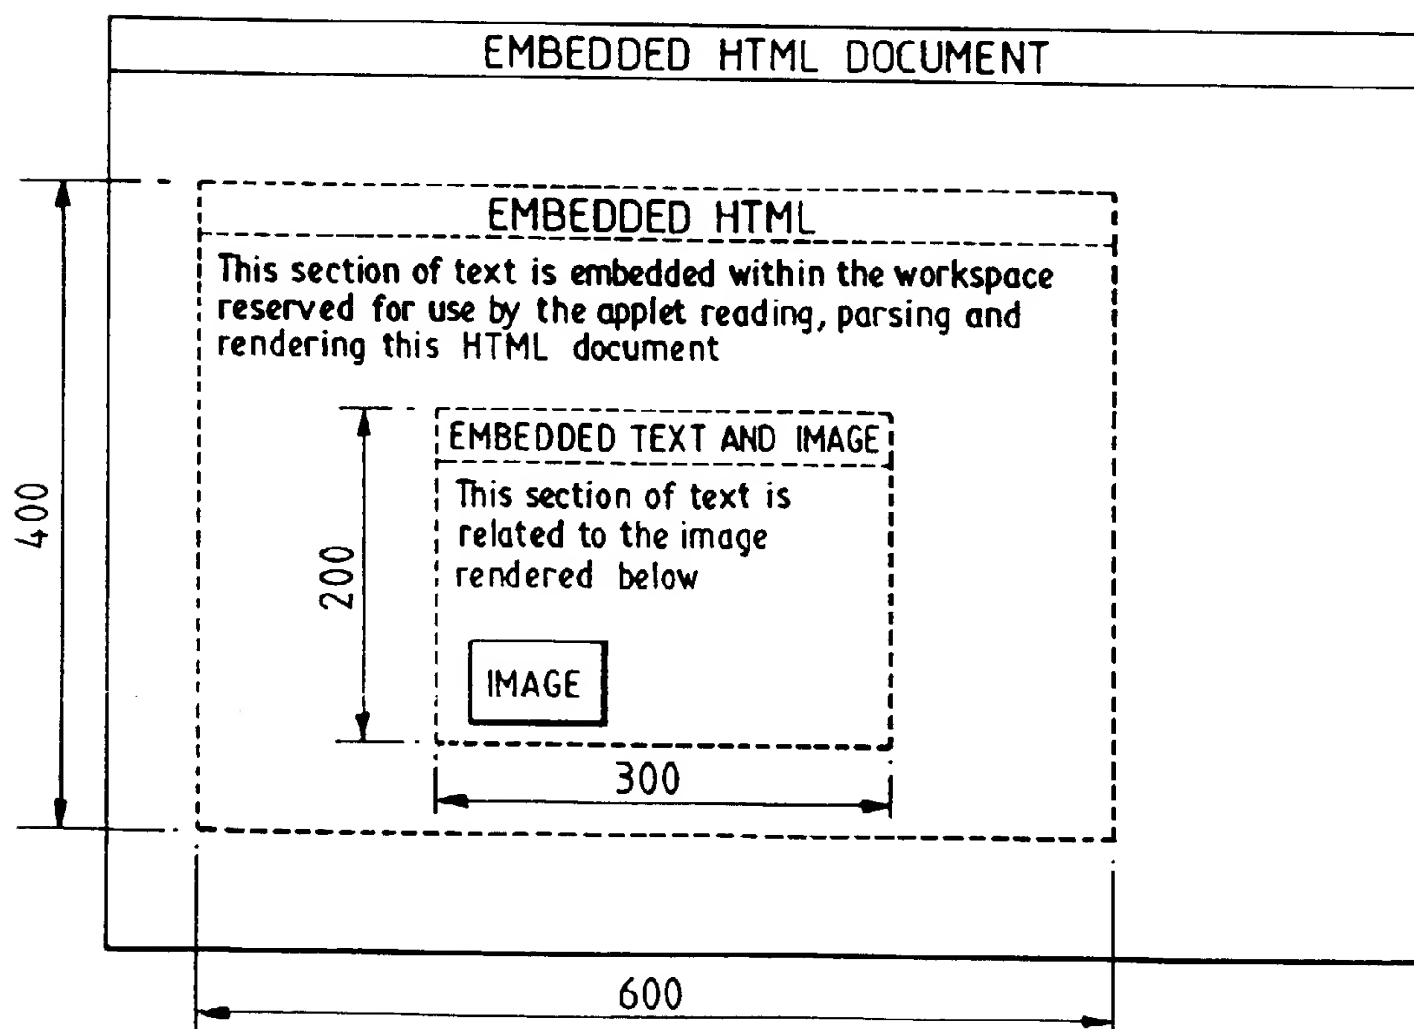 EMBEDDED HTML DOCUMENT
EMBEDDED HTML
This section of text is embedded within the workspace
reserved for use by the applet reading, parsing and
rendering this HTML document
EMBEDDED TEXT AND IMAGE
This section of text is
related to the image
rendered below
IMAGE
400
200
300
600